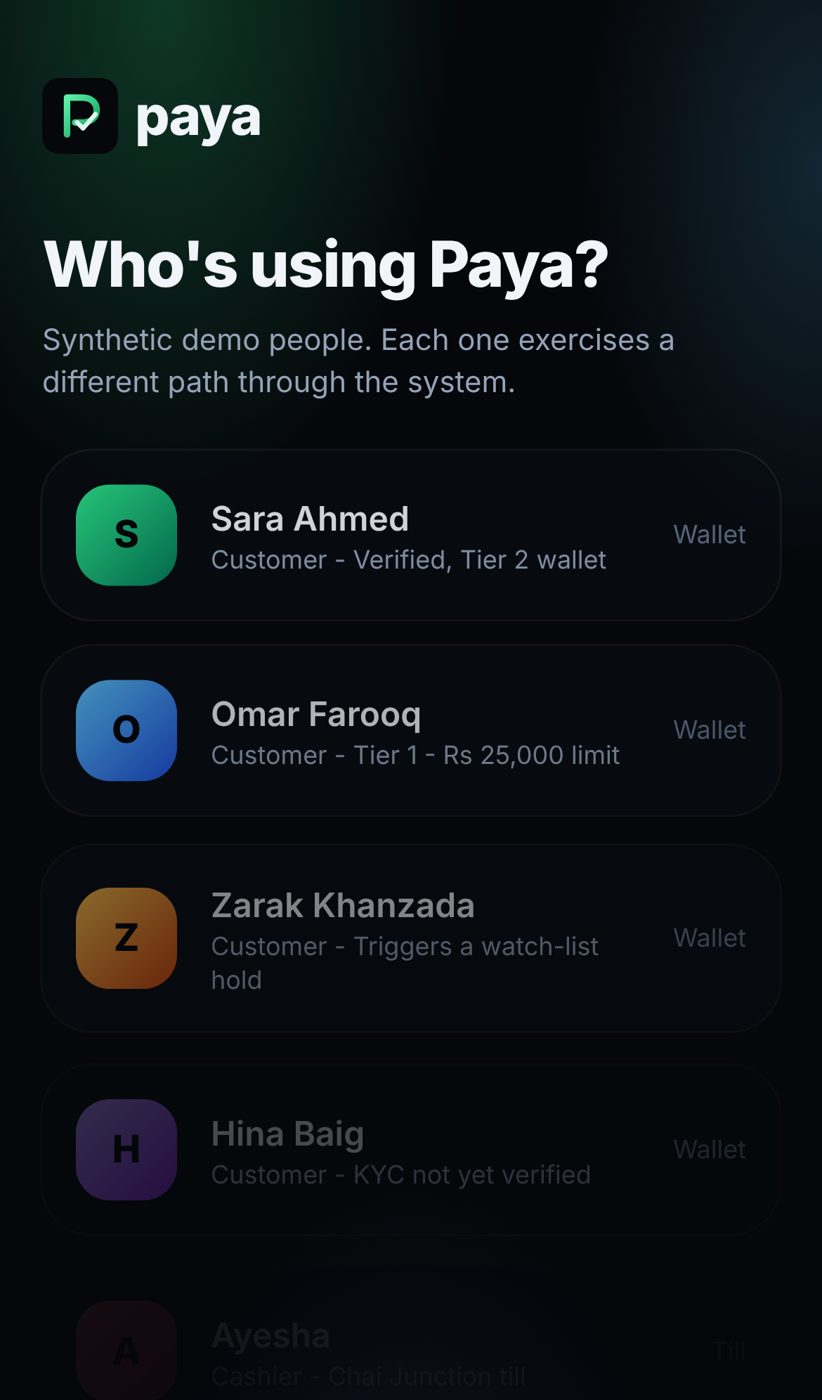 paya
Who's using Paya?
Synthetic demo people. Each one exercises a
different path through the system.
S
Sara Ahmed
Customer - Verified, Tier 2 wallet
Wallet
O
Omar Farooq
Customer - Tier 1 - Rs 25,000 limit
Wallet
Z
Zarak Khanzada
Customer - Triggers a watch-list
hold
Wallet
H
Hina Baig
Customer - KYC not yet verified
Wallet
A
Ayesha
Cashier - Chai Junction till
Till